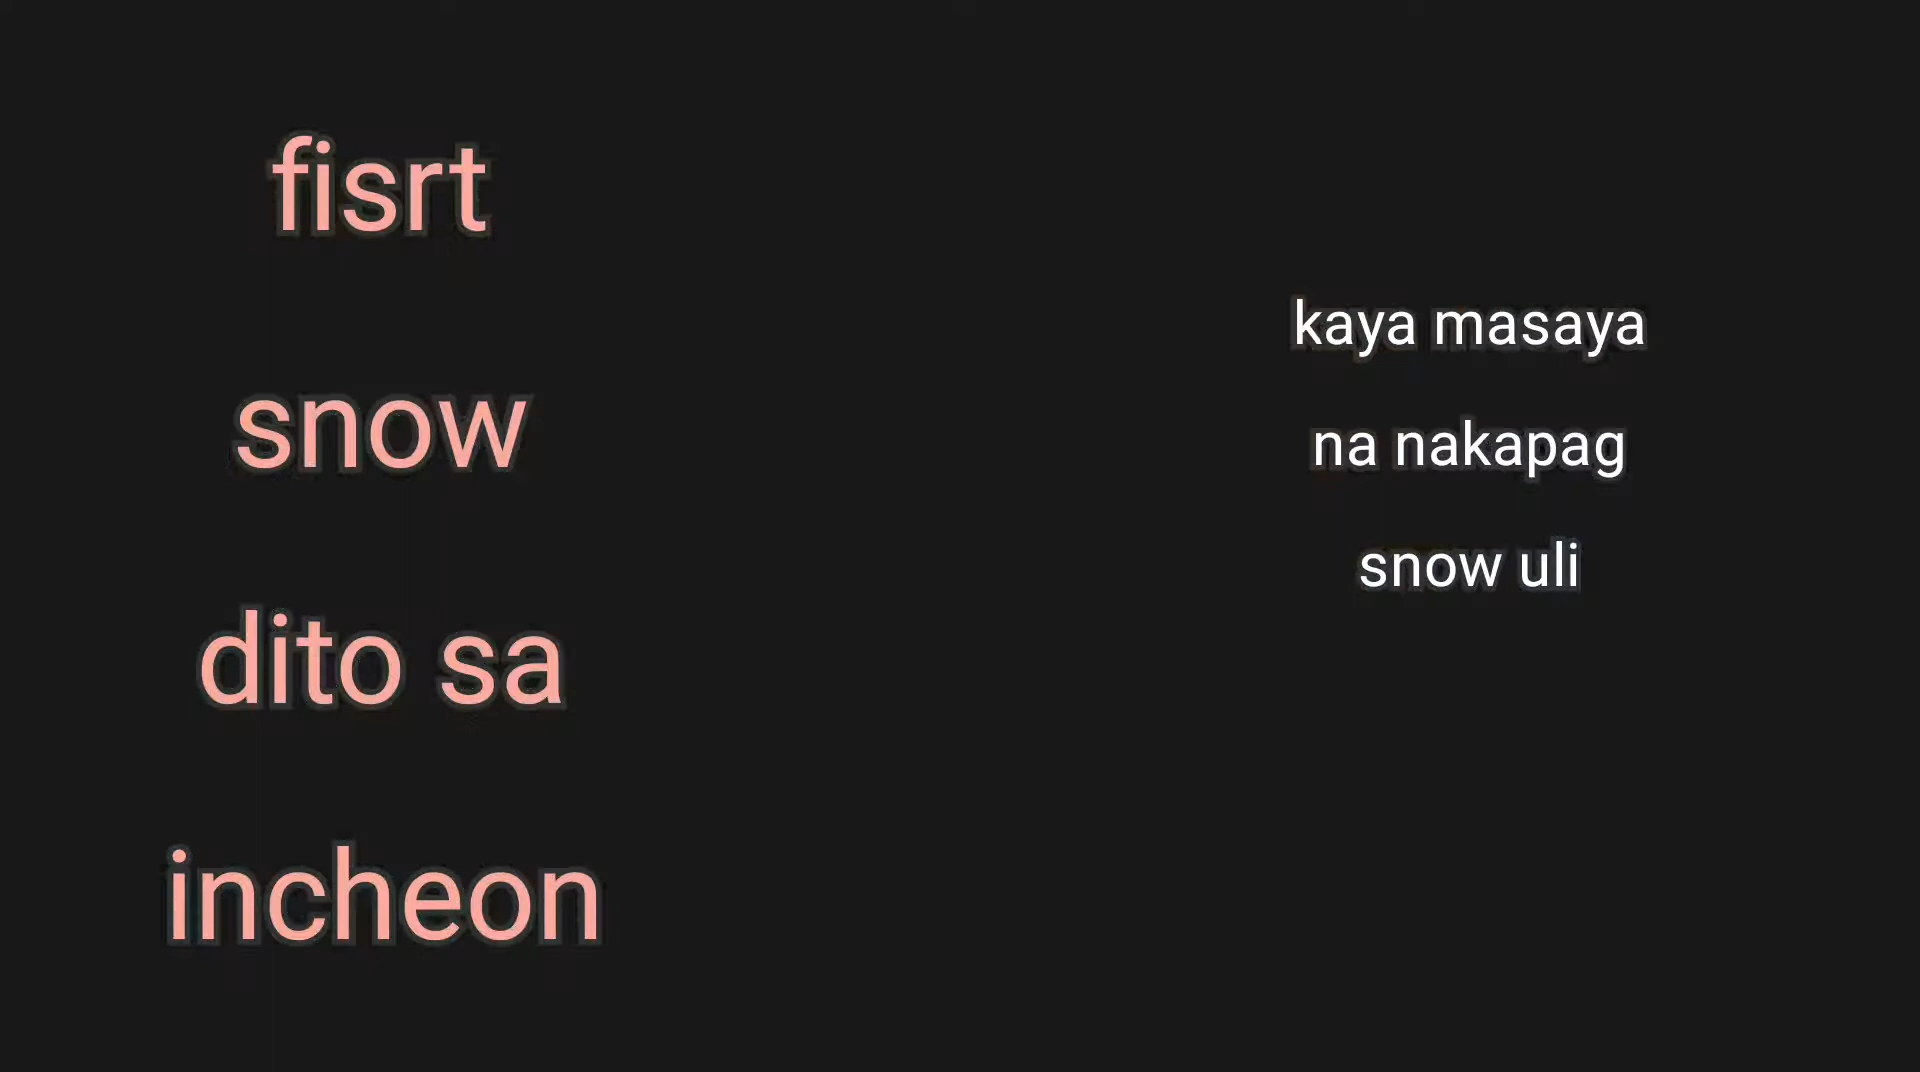 fisrt
snow
dito sa
incheon
kaya masaya
na nakapag
snow uli